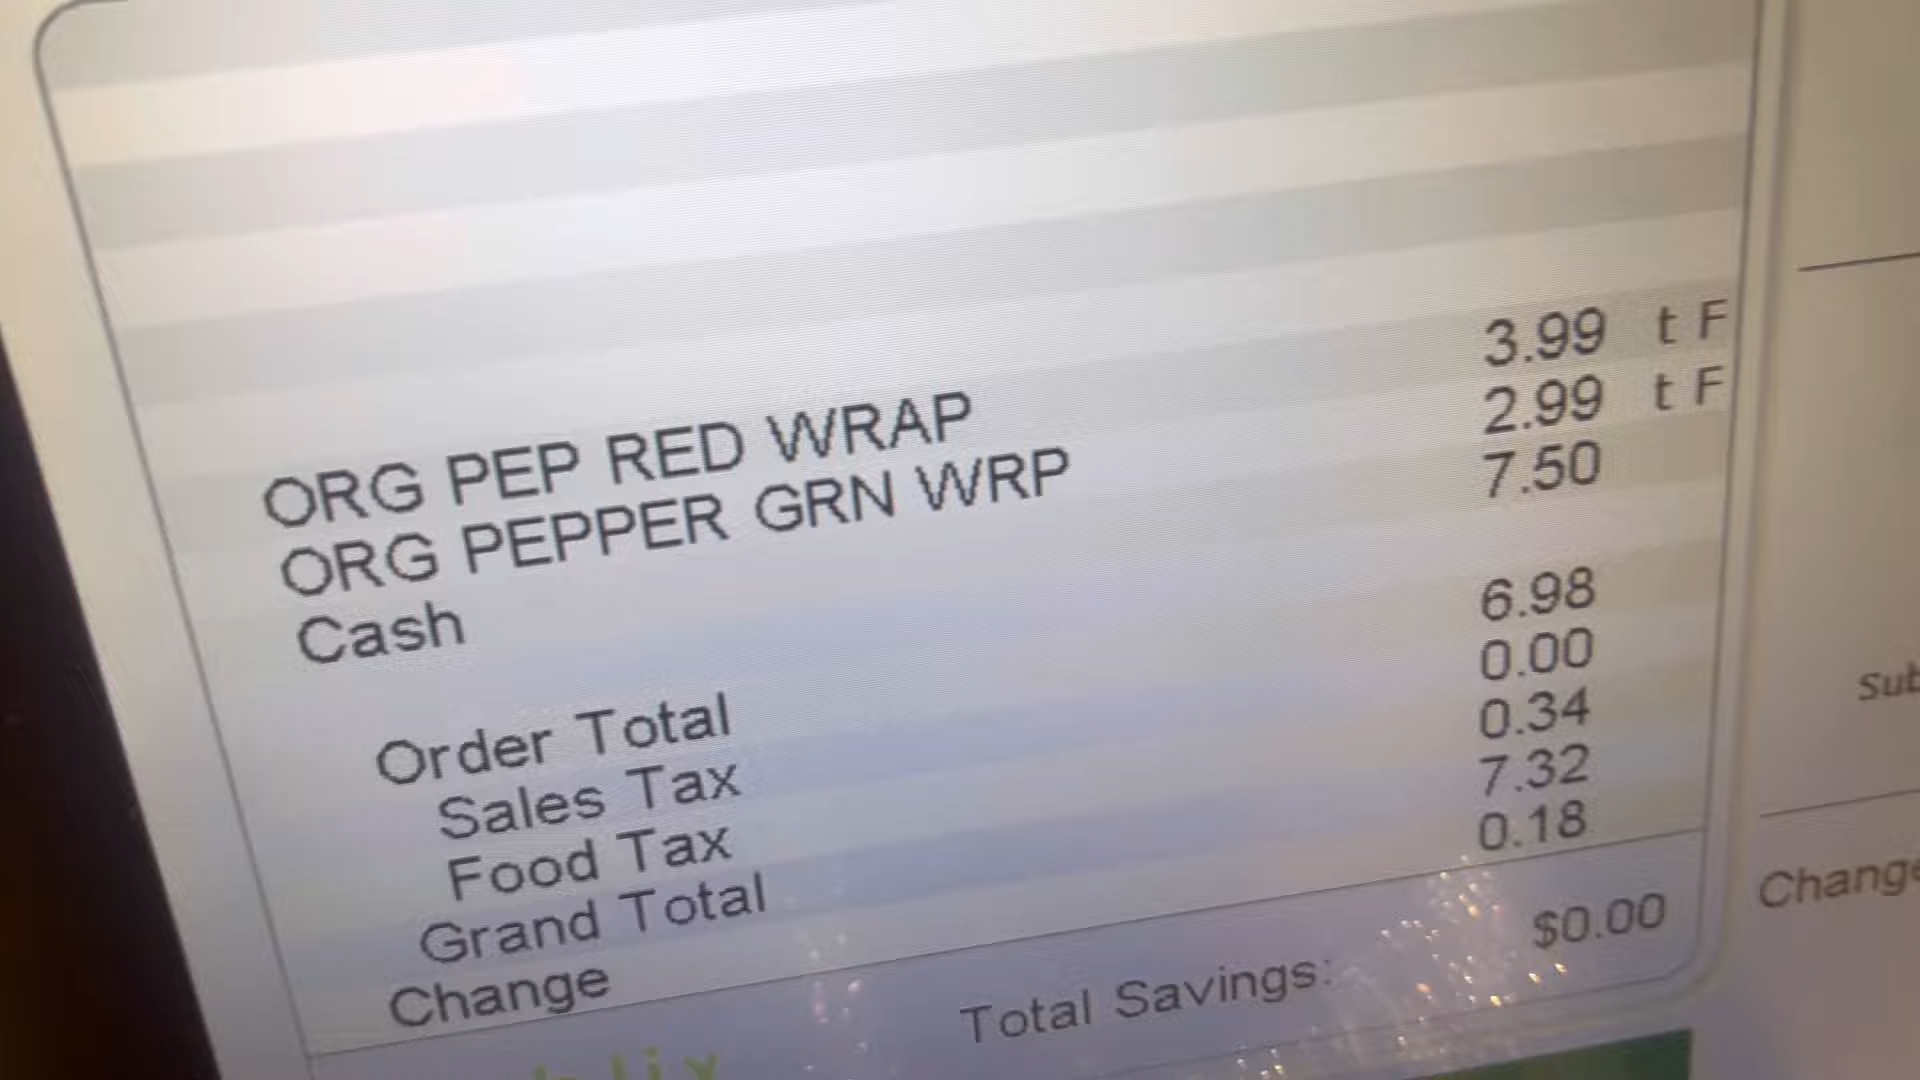 ORG PEP RED WRAP 3.99 t F
ORG PEPPER GRN WRP 2.99 t F
Cash 7.50
Order Total 6.98
Sales Tax 0.00
Food Tax 0.34
Grand Total 7.32
Change 0.18
Total Savings: $0.00
Change